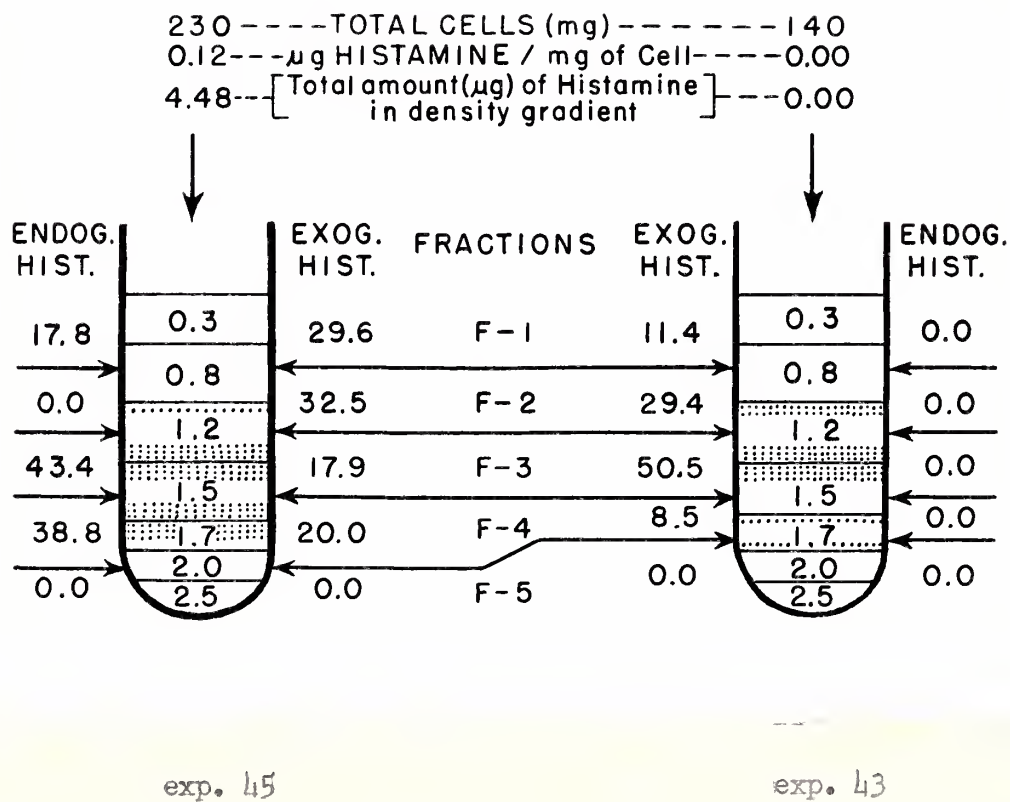 230----TOTAL CELLS (mg)-------140
0.12---µg HISTAMINE / mg of Cell----0.00
4.48---[Total amount(µg) of Histamine in density gradient]---0.00
ENDOG. HIST. EXOG. HIST. FRACTIONS EXOG. HIST. ENDOG. HIST.
0.3 0.3
17.8 29.6 F-1 11.4 0.0
0.8 0.8
0.0 32.5 F-2 29.4 0.0
1.2 1.2
43.4 17.9 F-3 50.5 0.0
1.5 1.5
38.8 1.7 20.0 F-4 8.5 1.7 0.0
2.0 2.0
0.0 0.0 F-5 0.0 0.0
2.5 2.5
exp. 45 exp. 43